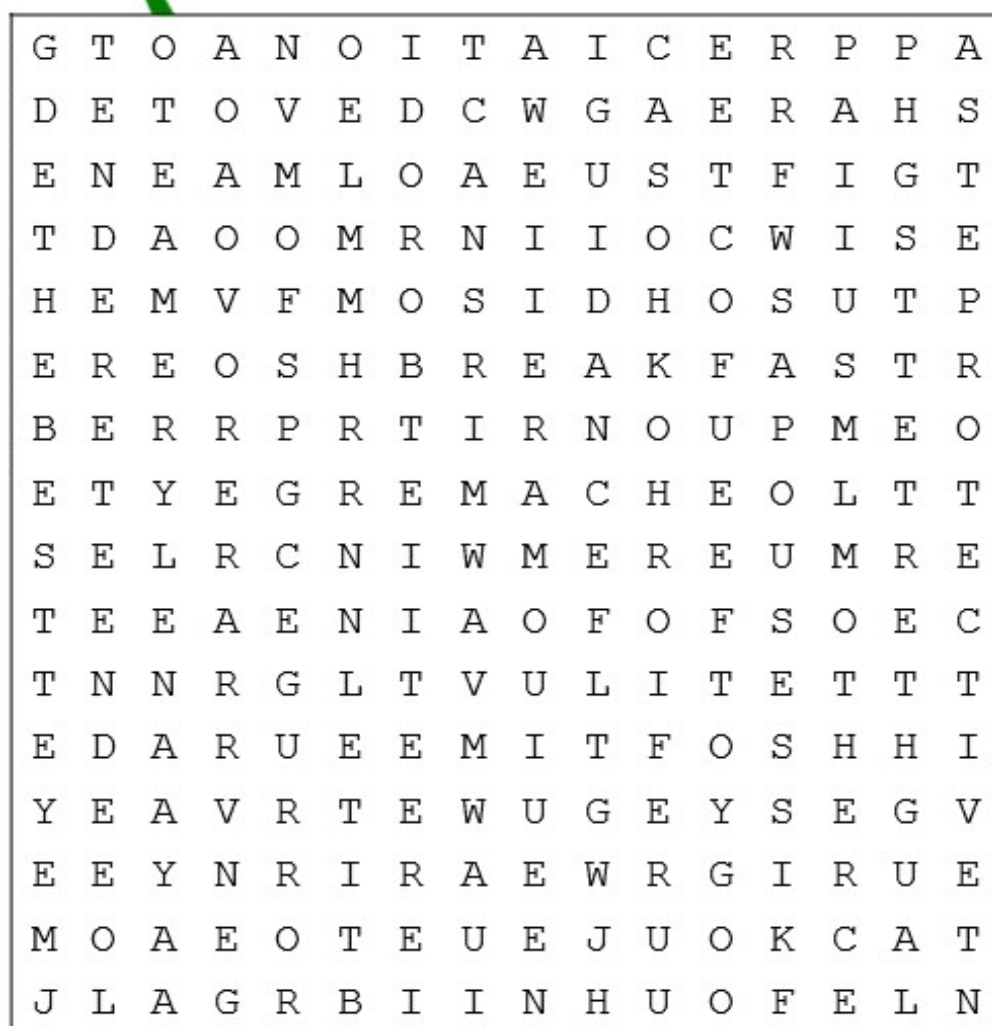 G T O A N O I T A I C E R P P A
D E T O V E D C W G A E R A H S
E N E A M L O A E U S T F I G T
T D A O O M R N I I O C W I S E
H E M V F M O S I D H O S U T P
E R E O S H B R E A K F A S T R
B E R R P R T I R N O U P M E O
E T Y E G R E M A C H E O L T T
S E L R C N I W M E R E U M R E
T E E A E N I A O F O F S O E C
T N N R G L T V U L I T E T T T
E D A R U E E M I T F O S H H I
Y E A V R T E W U G E Y S E G V
E E Y N R I R A E W R G I R U E
M O A E O T E U E J U O K C A T
J L A G R B I I N H U O F E L N